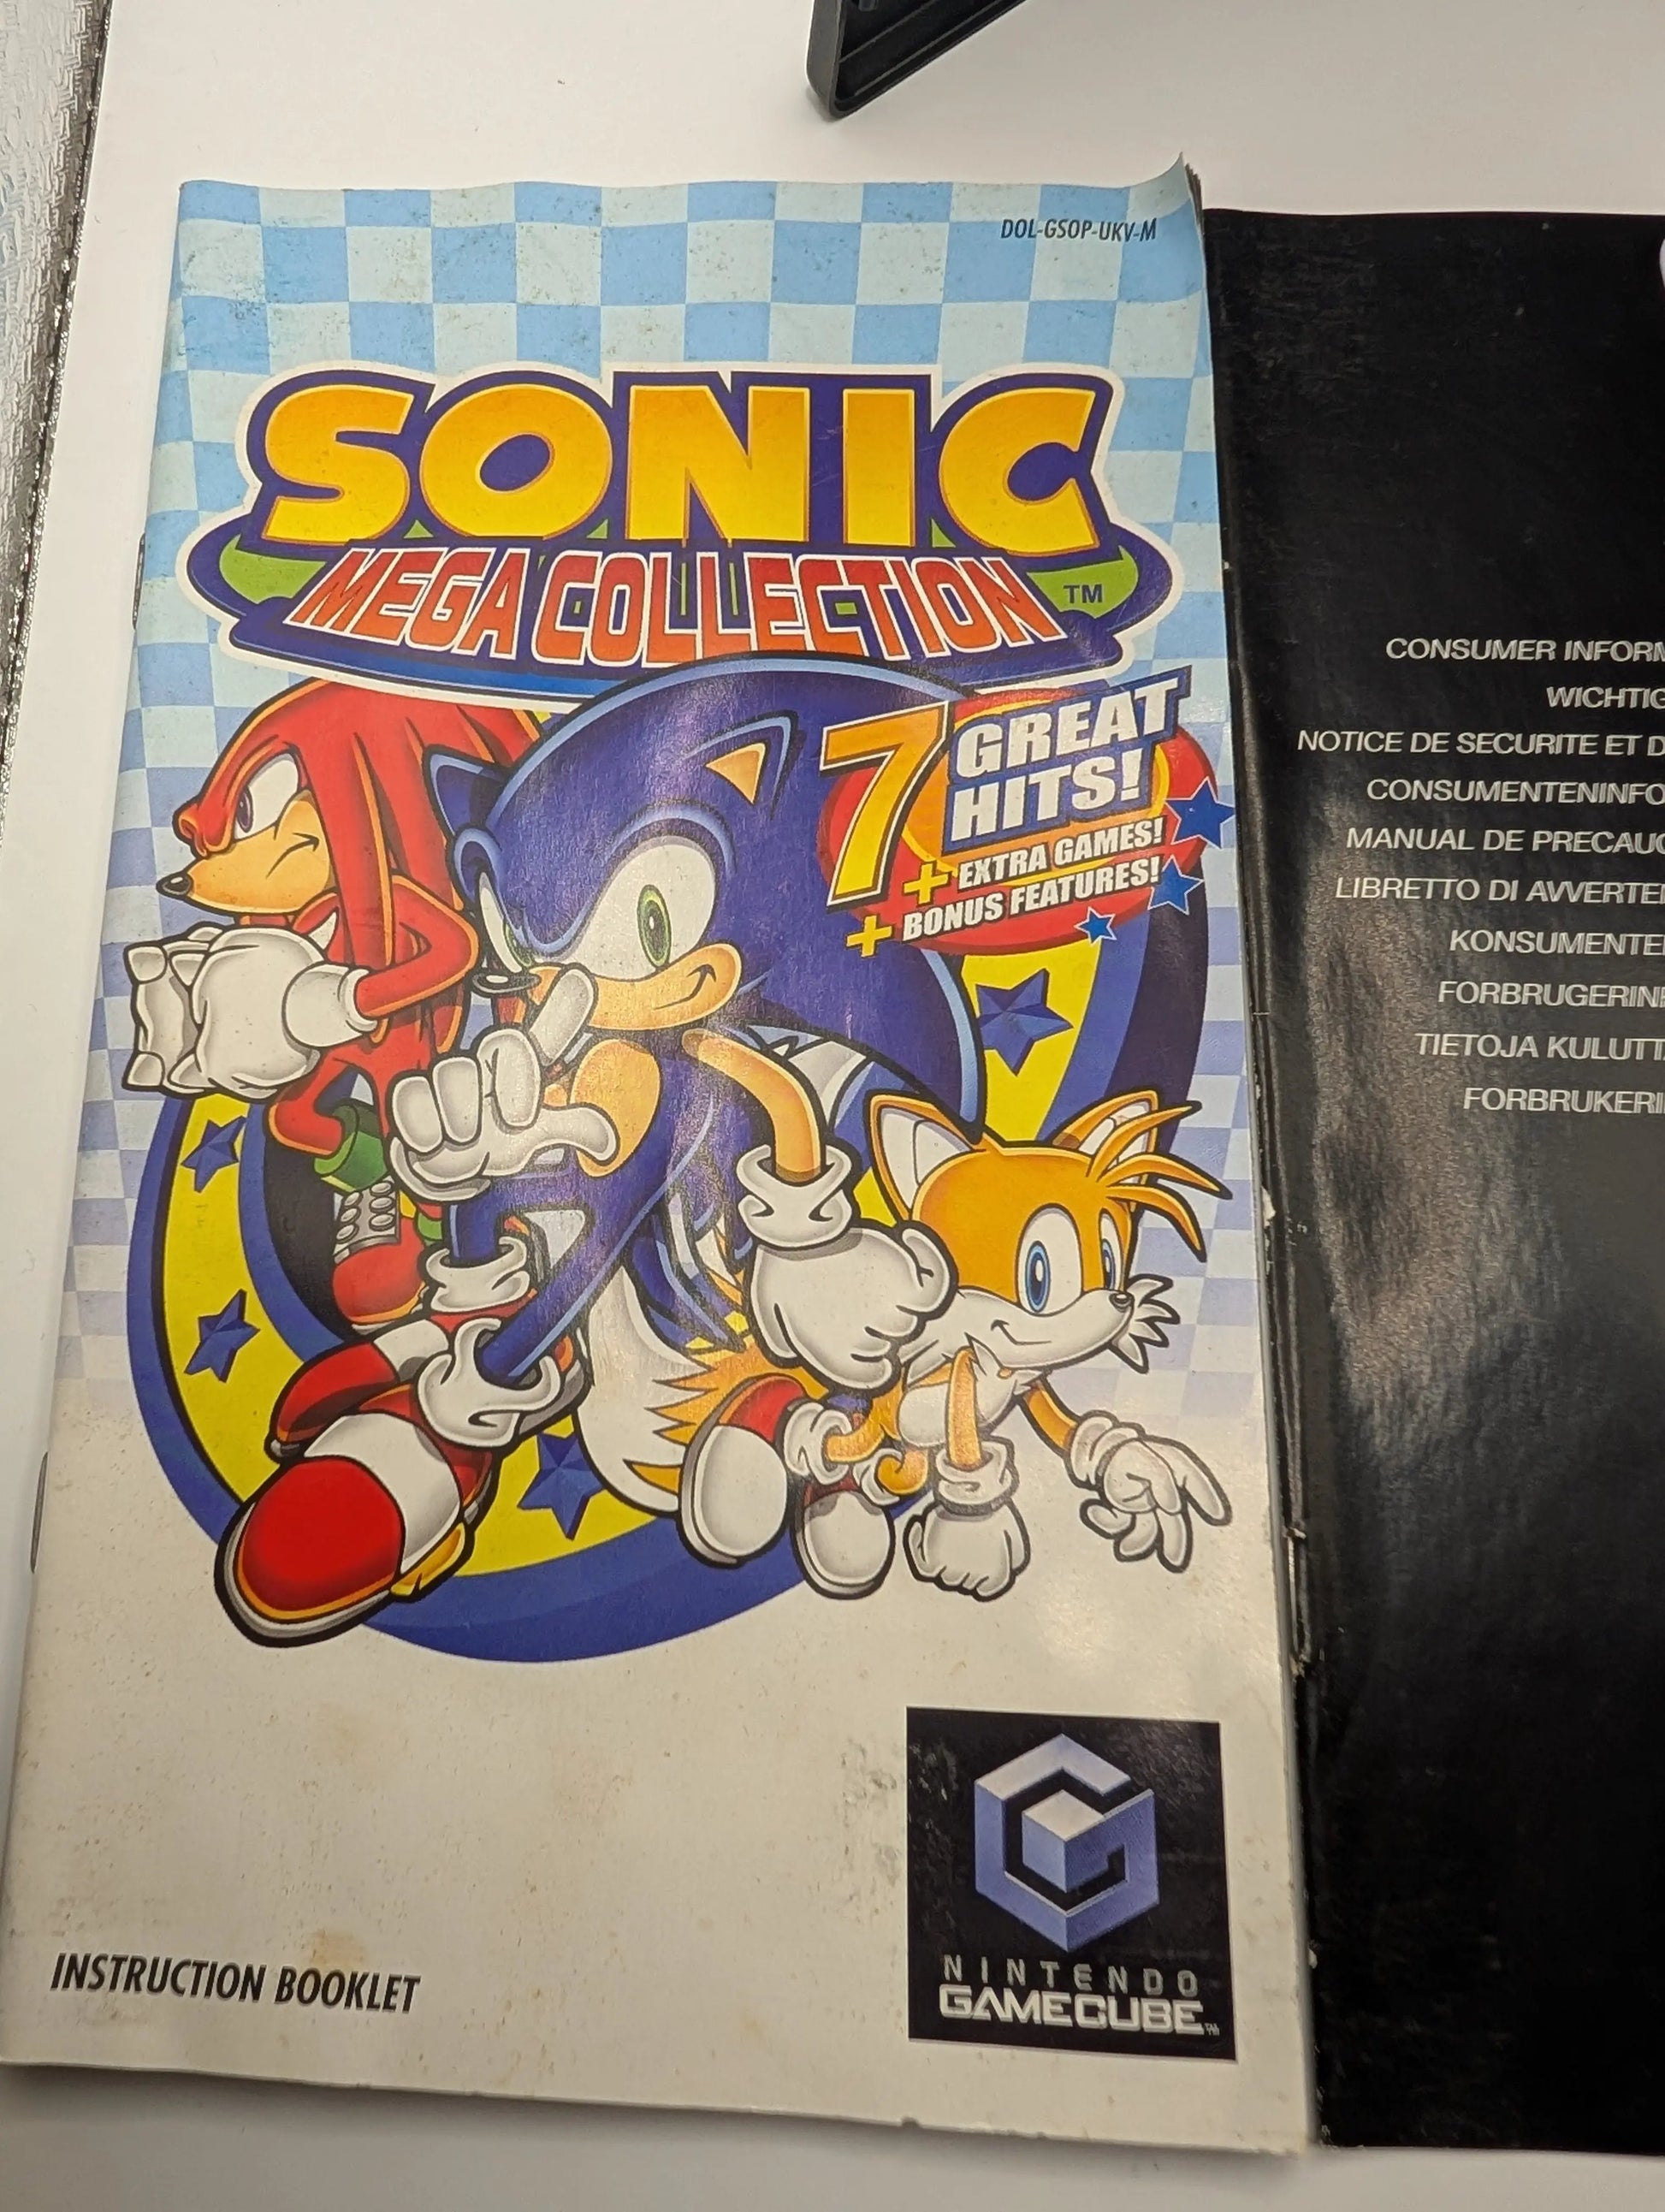 DOL-GSOP-UKV-M
SONIC
MEGA COLLECTION TM
7 GREAT
HITS!
+ EXTRA GAMES!
+ BONUS FEATURES!
INSTRUCTION BOOKLET
NINTENDO
GAMECUBE TM
CONSUMER INFORM
WICHTIG
NOTICE DE SECURITE ET D
CONSUMENTENINFO
MANUAL DE PRECAUC
LIBRETTO DI AVVERTEN
KONSUMENTE
FORBRUGERIN
TIETOJA KULUTT
FORBRUKERI